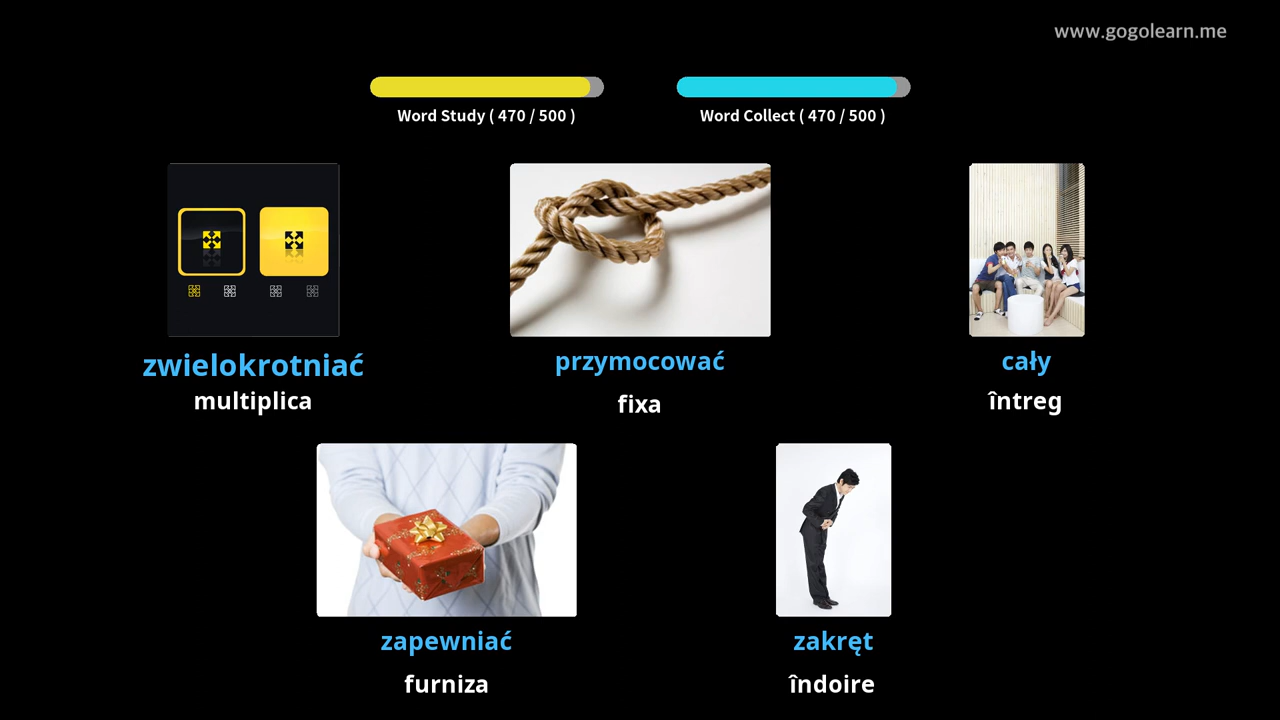 www.gogolearn.me
Word Study ( 470 / 500 )
Word Collect ( 470 / 500 )
zwielokrotniać
multiplica
przymocować
fixa
cały
întreg
zapewniać
furniza
zakręt
îndoire